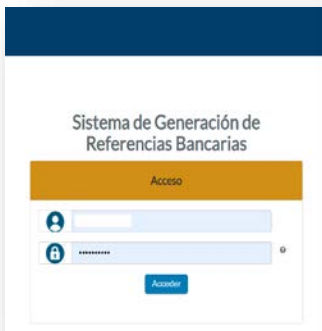 Sistema de Generación de
Referencias Bancarias
Acceso
Acceder